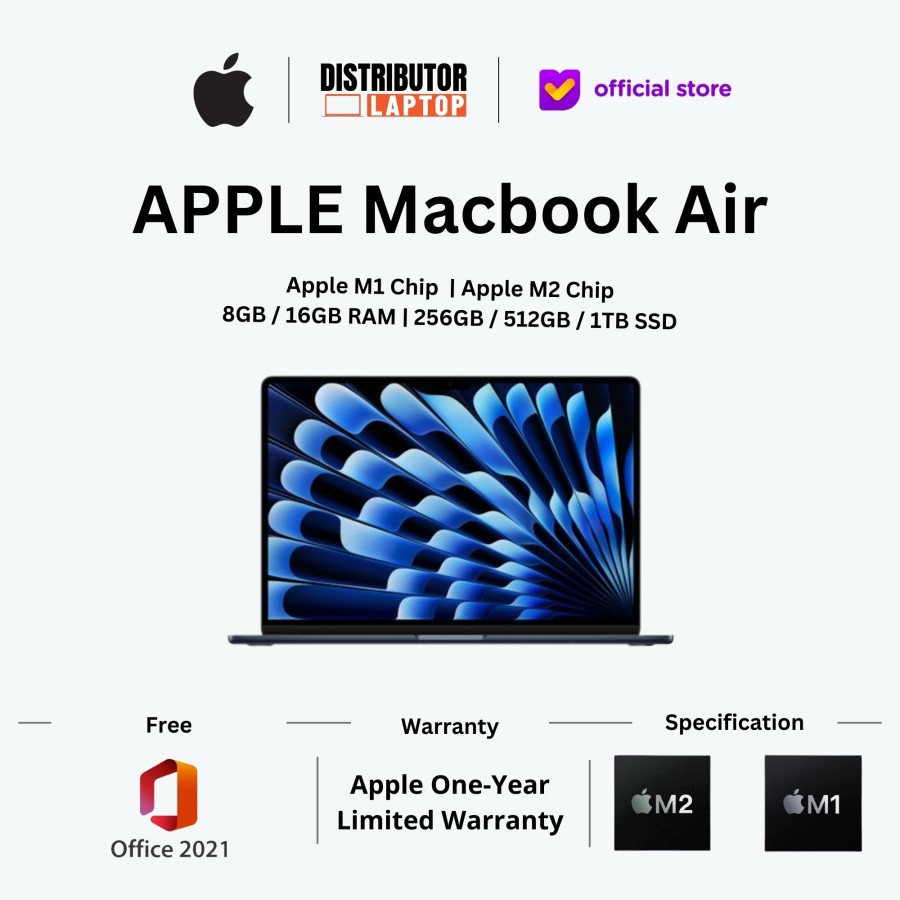 DISTRIBUTOR
LAPTOP
official store
APPLE Macbook Air
Apple M1 Chip | Apple M2 Chip
8GB / 16GB RAM | 256GB / 512GB / 1TB SSD
Free
Warranty
Specification
Office 2021
Apple One-Year
Limited Warranty
M2
M1